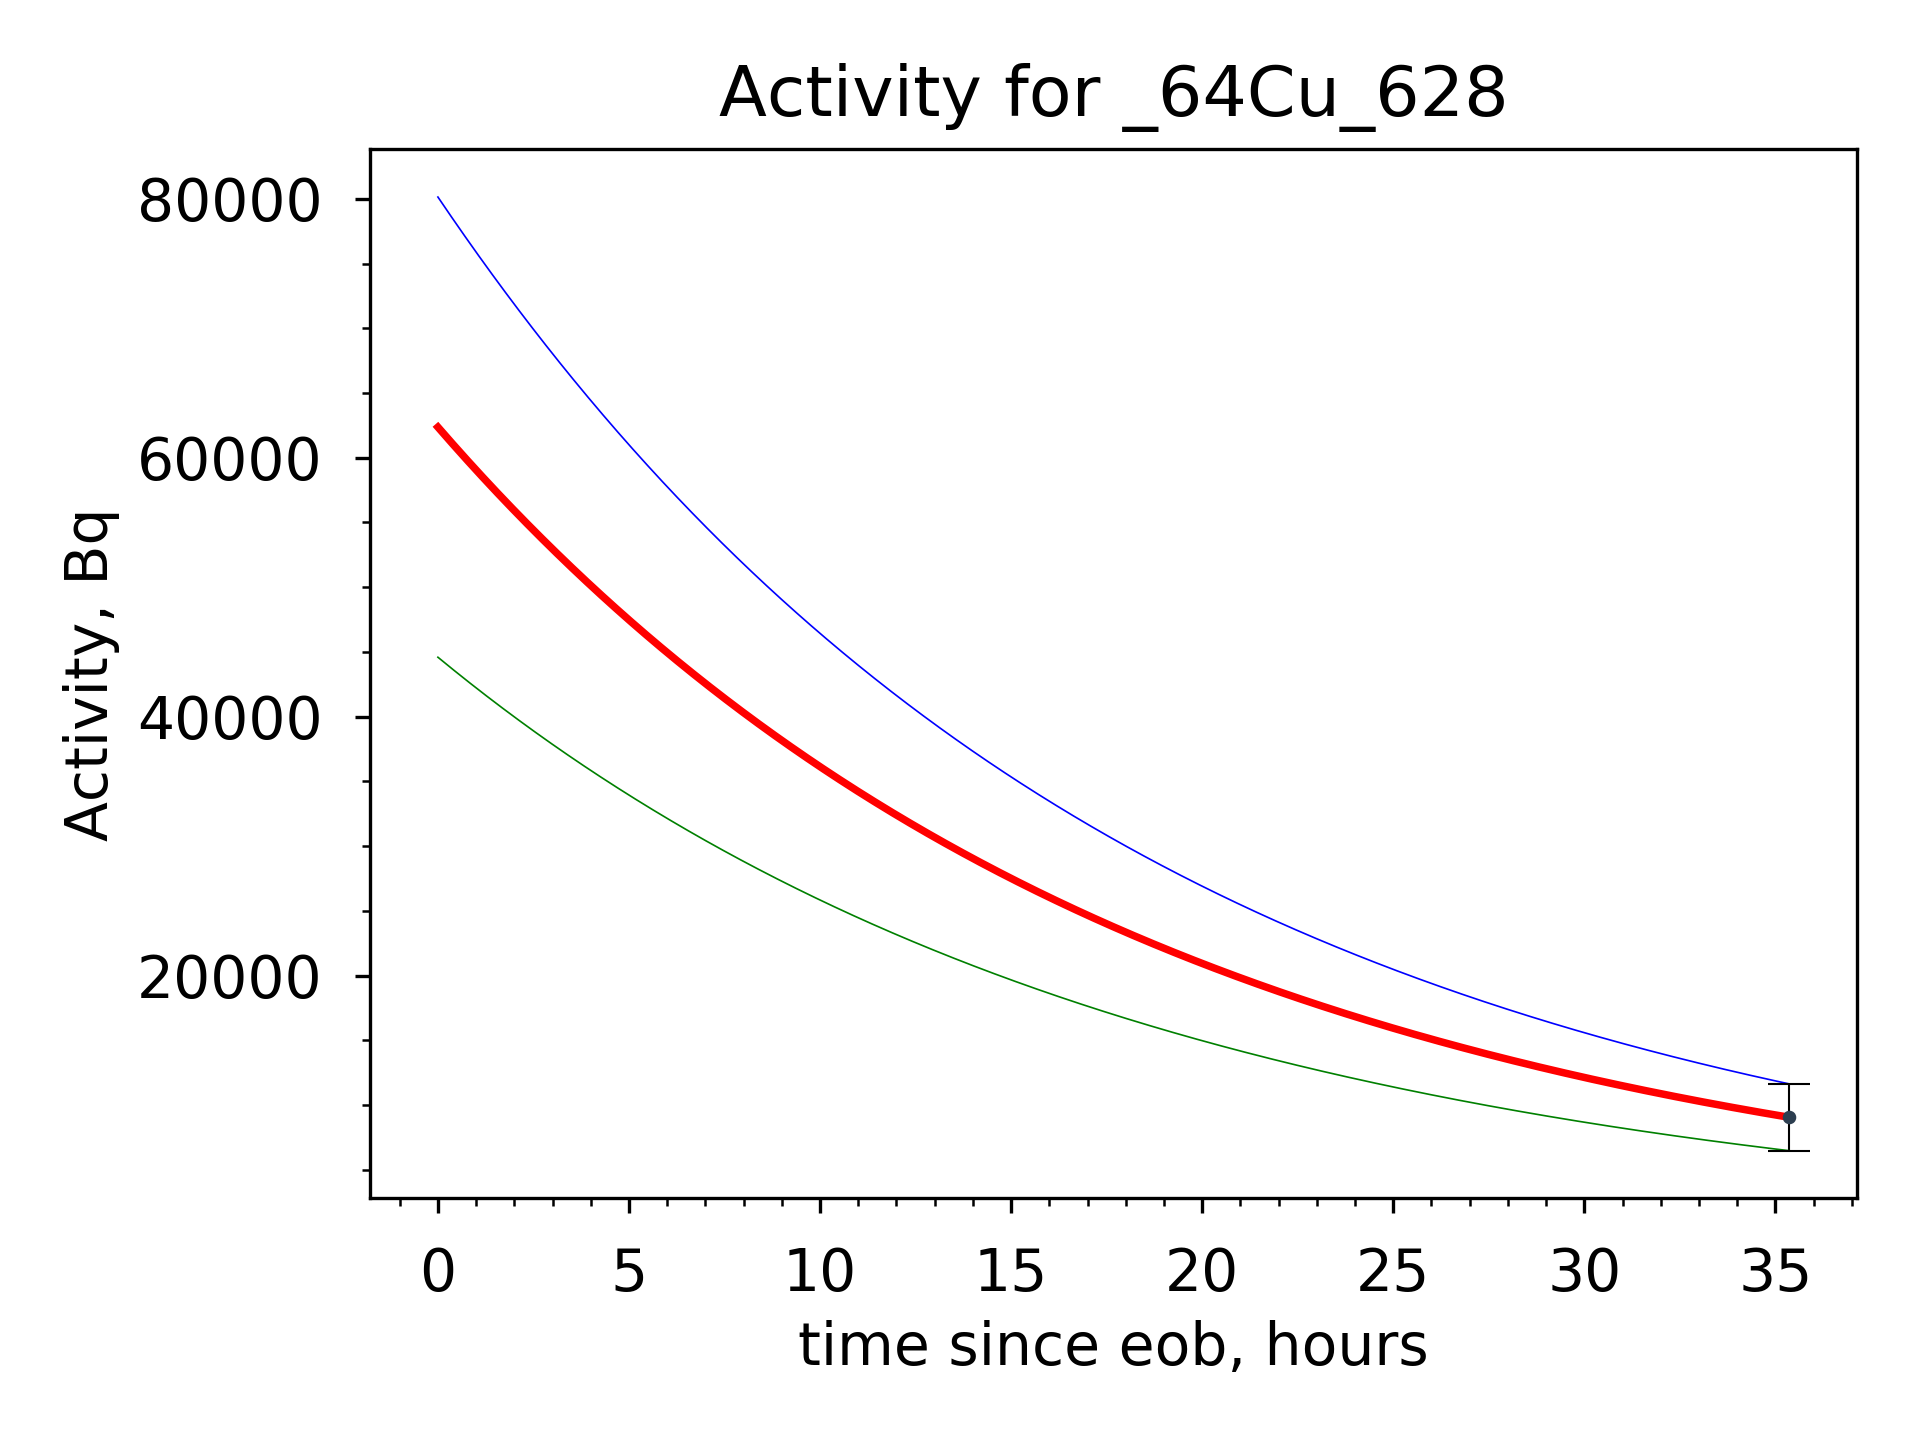 Activity for _64Cu_628
Activity, Bq
80000
60000
40000
20000
0 5 10 15 20 25 30 35
time since eob, hours